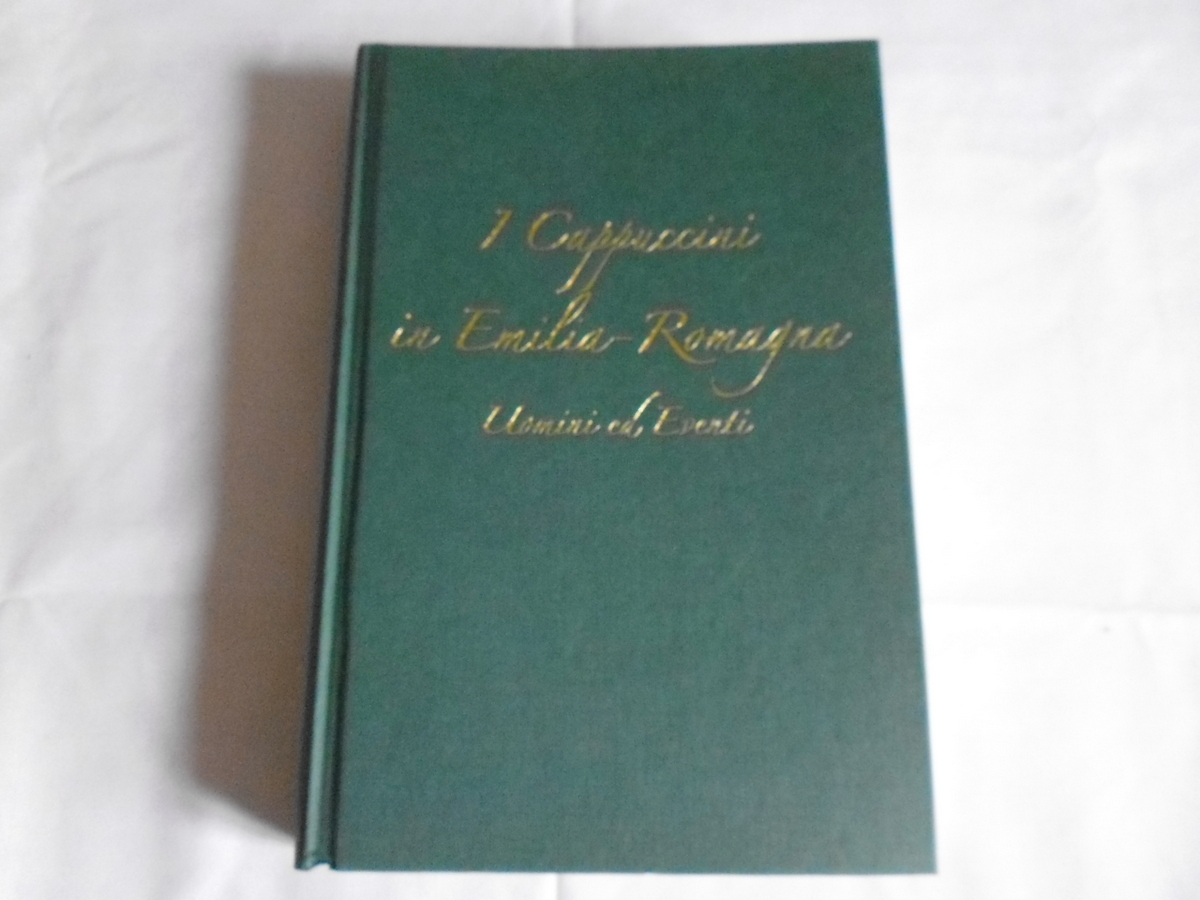 I Cappuccini
in Emilia-Romagna
Uomini ed Eventi